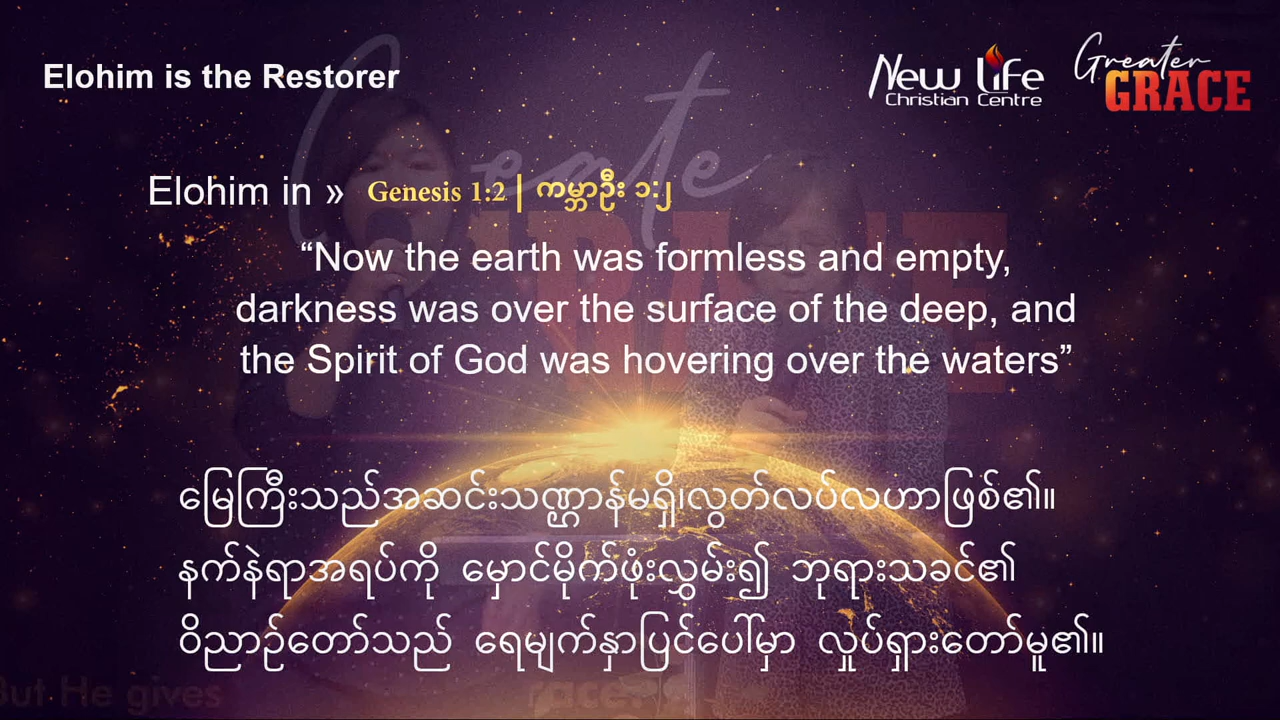 Elohim is the Restorer
New Life
Christian Centre
Greater
GRACE
Elohim in » Genesis 1:2 | ကမ္ဘာဦး ၁:၂
“Now the earth was formless and empty,
darkness was over the surface of the deep, and
the Spirit of God was hovering over the waters”
မြေကြီးသည်အဆင်းသဏ္ဌာန်မရှိ၊လွတ်လပ်လဟာဖြစ်၏။
နက်နဲရာအရပ်ကို မှောင်မိုက်ဖုံးလွှမ်း၍ ဘုရားသခင်၏
ဝိညာဉ်တော်သည် ရေမျက်နှာပြင်ပေါ်မှာ လှုပ်ရှားတော်မူ၏။
But He gives